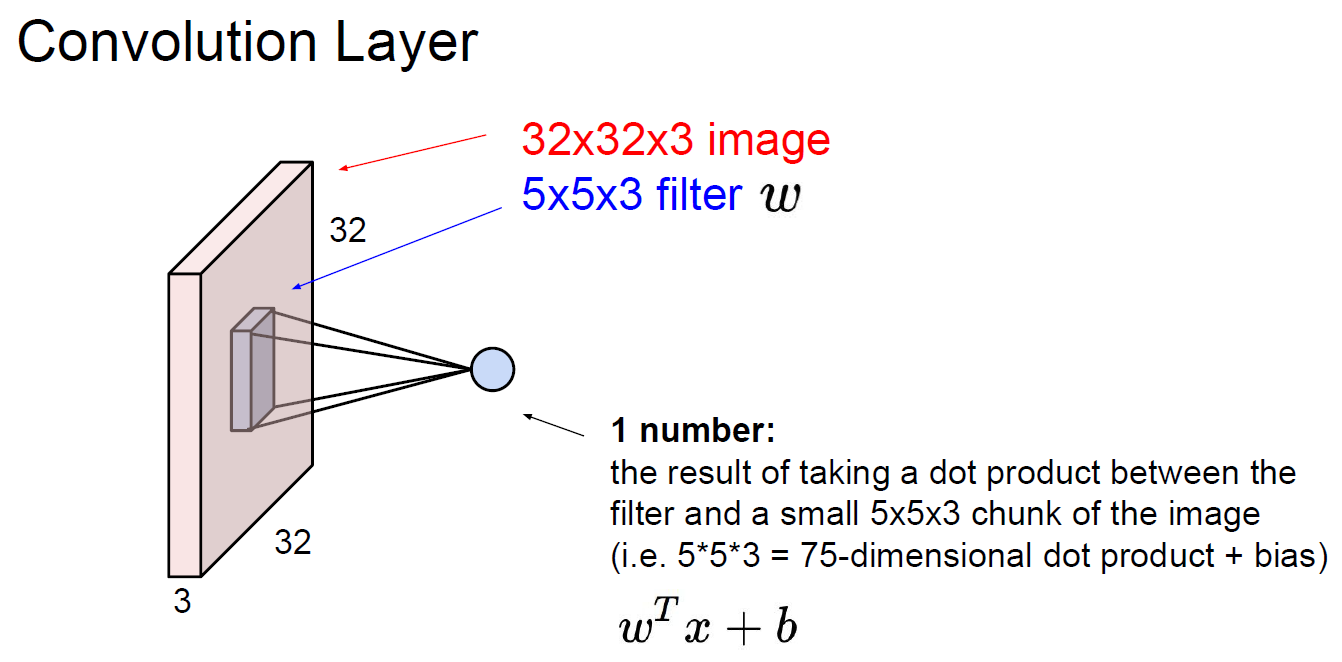 Convolution Layer
32x32x3 image
5x5x3 filter w
32
32
3
1 number:
the result of taking a dot product between the
filter and a small 5x5x3 chunk of the image
(i.e. 5*5*3 = 75-dimensional dot product + bias)
w^T x + b